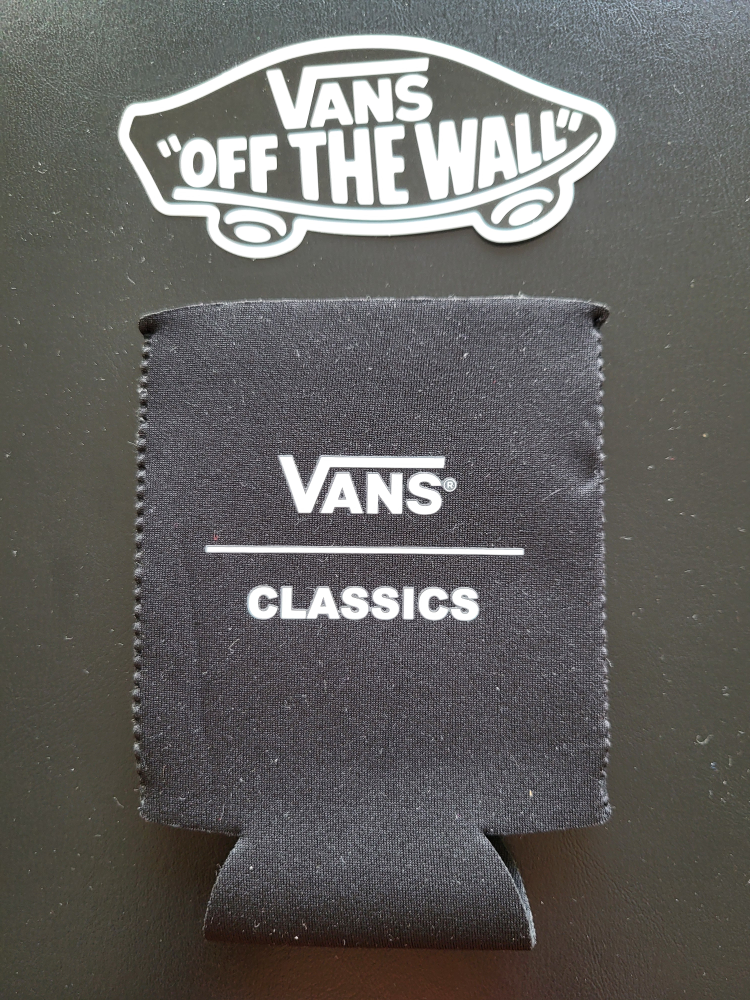 VANS
"OFF THE WALL"
VANS®
CLASSICS